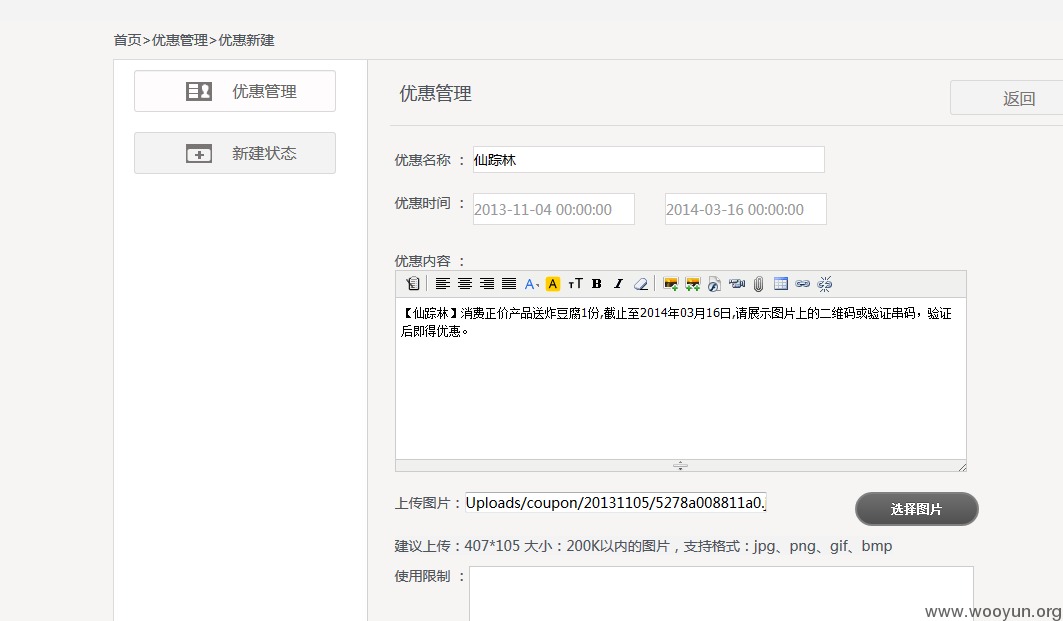 首页>优惠管理>优惠新建
优惠管理
新建状态
优惠管理
返回
优惠名称 ： 仙踪林
优惠时间 ： 2013-11-04 00:00:00 2014-03-16 00:00:00
优惠内容 ：
【仙踪林】消费正价产品送炸豆腐1份,截止至2014年03月16日,请展示图片上的二维码或验证串码，验证
后即得优惠。
上传图片：Uploads/coupon/20131105/5278a008811a0.
选择图片
建议上传：407*105 大小：200K以内的图片，支持格式：jpg、png、gif、bmp
使用限制 ：
www.wooyun.org